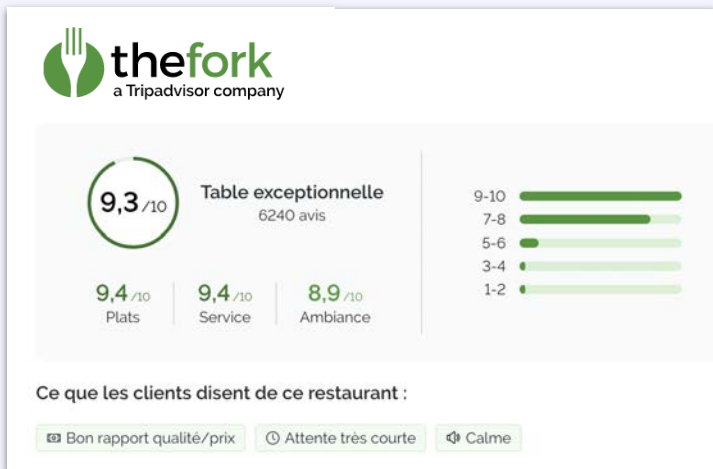 thefork
a Tripadvisor company
9,3 /10
Table exceptionnelle
6240 avis
9,4 /10
Plats
9,4 /10
Service
8,9 /10
Ambiance
9-10
7-8
5-6
3-4
1-2
Ce que les clients disent de ce restaurant :
Bon rapport qualité/prix
Attente très courte
Calme